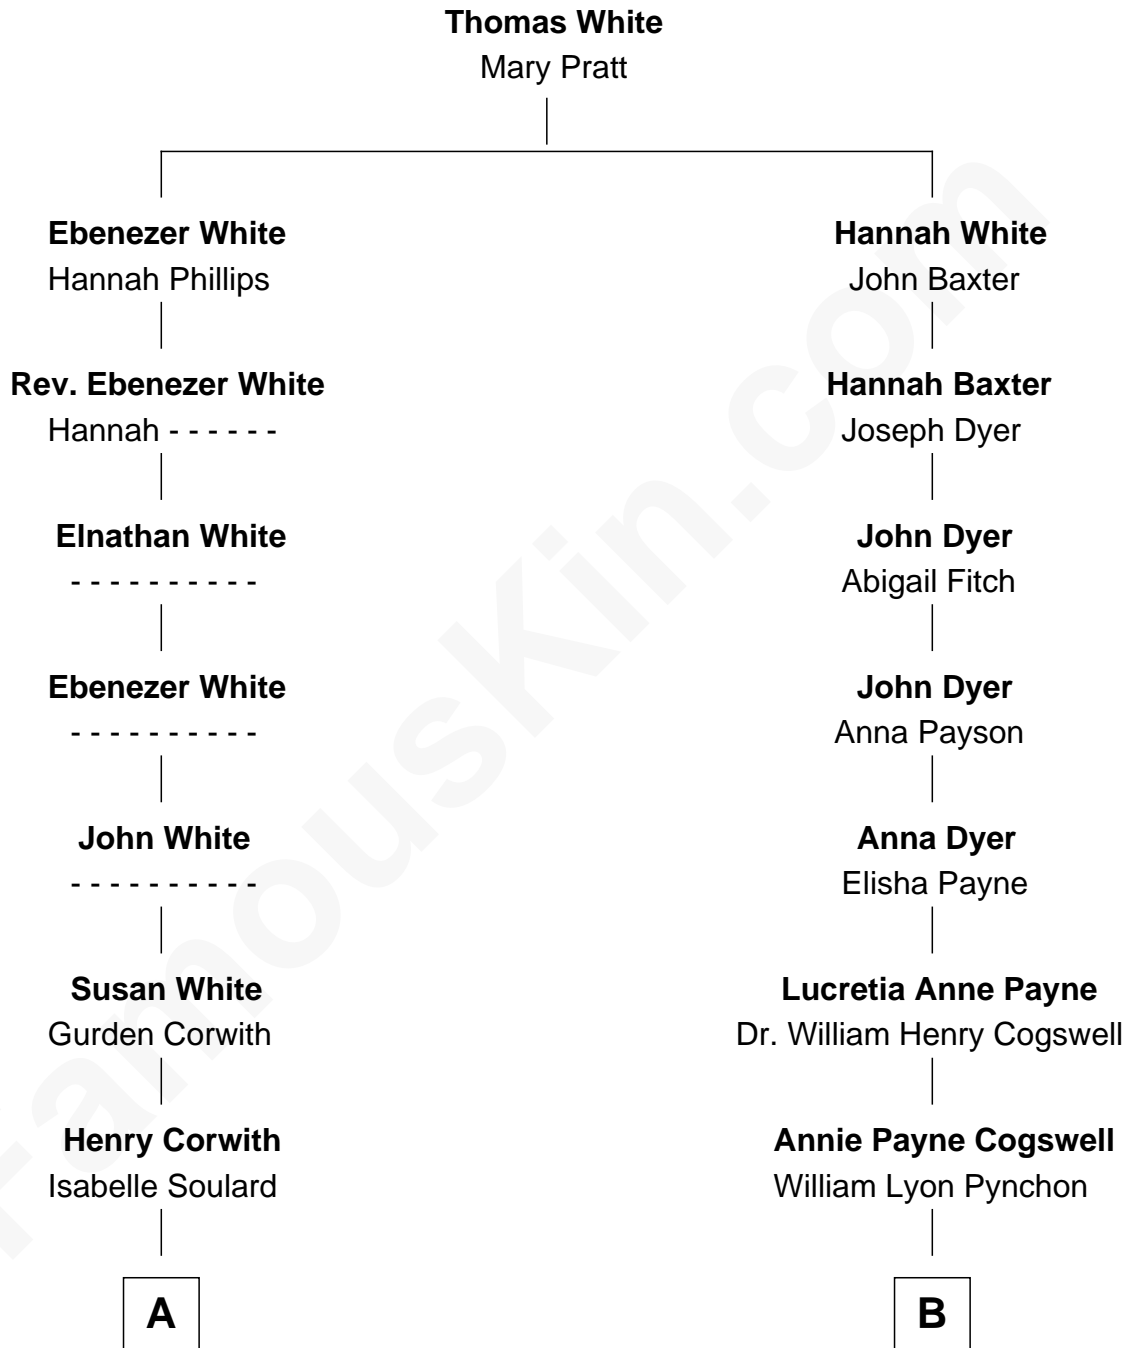 Thomas White
Mary Pratt
Ebenezer White
Hannah Phillips
Rev. Ebenezer White
Hannah - - - - - -
Elnathan White
- - - - - - - - - -
Ebenezer White
- - - - - - - - - -
John White
- - - - - - - - - -
Susan White
Gurden Corwith
Henry Corwith
Isabelle Soulard
A
Hannah White
John Baxter
Hannah Baxter
Joseph Dyer
John Dyer
Abigail Fitch
John Dyer
Anna Payson
Anna Dyer
Elisha Payne
Lucretia Anne Payne
Dr. William Henry Cogswell
Annie Payne Cogswell
William Lyon Pynchon
B
FamousKin.com